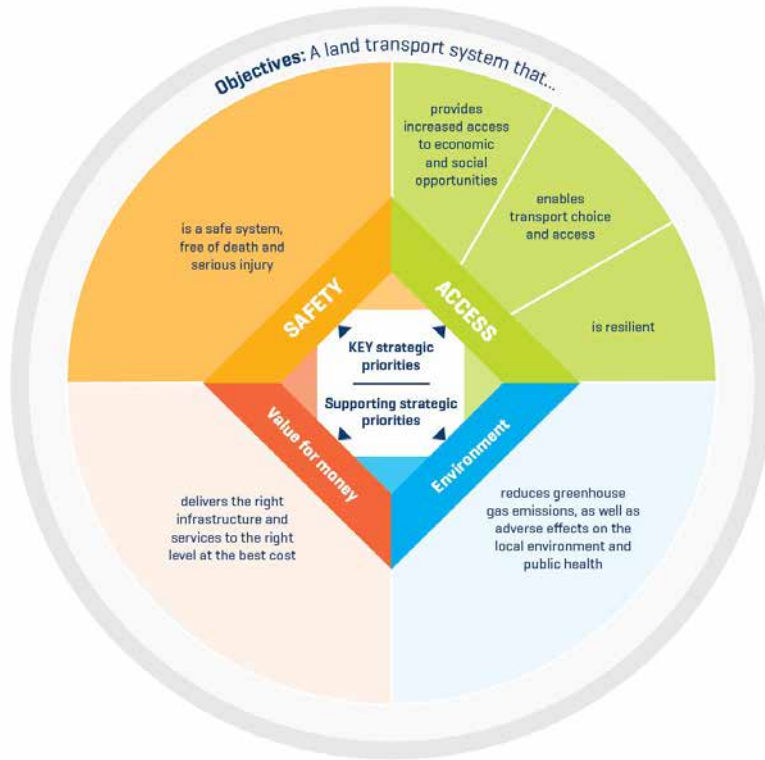 Objectives: A land transport system that...
provides
increased access
to economic
and social
opportunities
enables
transport choice
and access
is resilient
is a safe system,
free of death and
serious injury
SAFETY
ACCESS
KEY strategic
priorities
Supporting strategic
priorities
Value for money
Environment
delivers the right
infrastructure and
services to the right
level at the best cost
reduces greenhouse
gas emissions, as well as
adverse effects on the
local environment and
public health